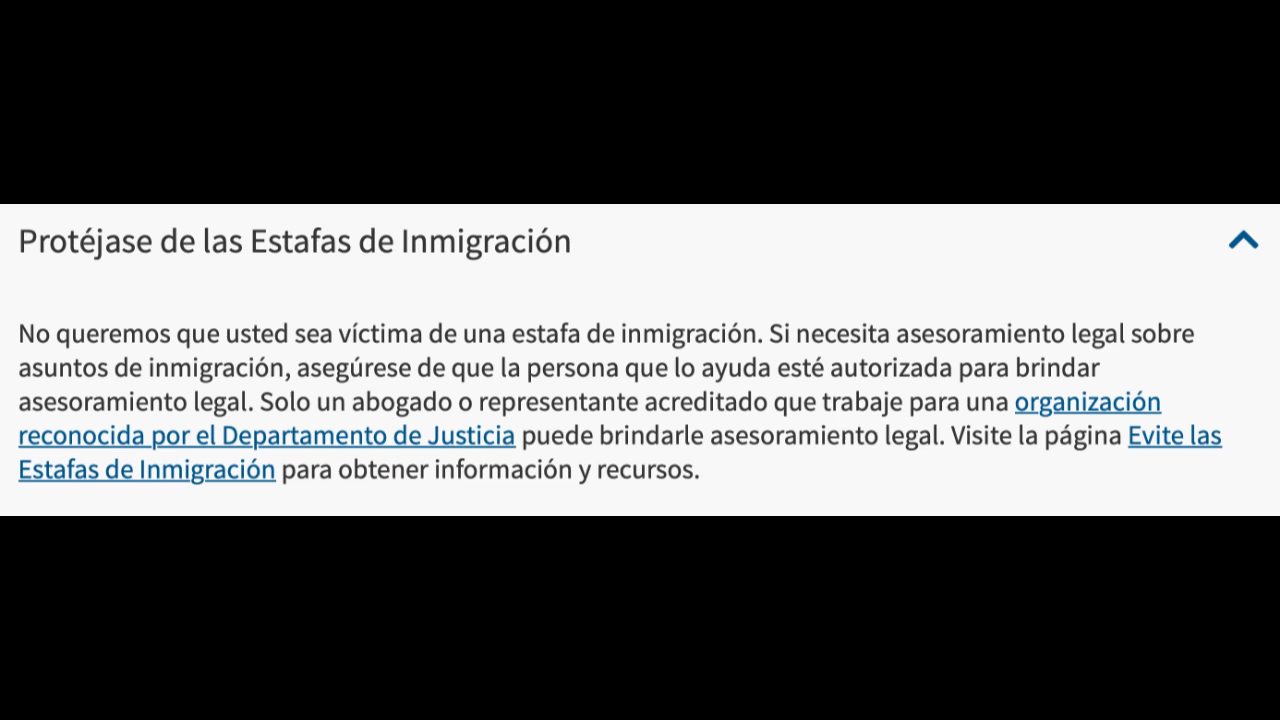 Protéjase de las Estafas de Inmigración
No queremos que usted sea víctima de una estafa de inmigración. Si necesita asesoramiento legal sobre
asuntos de inmigración, asegúrese de que la persona que lo ayuda esté autorizada para brindar
asesoramiento legal. Solo un abogado o representante acreditado que trabaje para una organización
reconocida por el Departamento de Justicia puede brindarle asesoramiento legal. Visite la página Evite las
Estafas de Inmigración para obtener información y recursos.